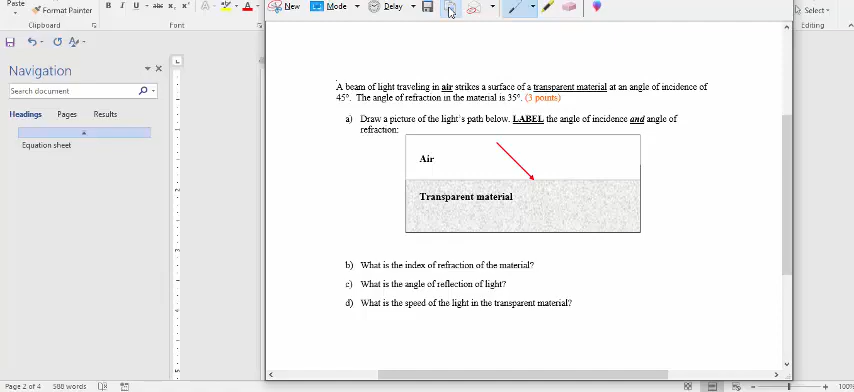 Paste
Format Painter
B I U abc x₂ x² A aby A
Clipboard
Font
New
Mode
Delay
Select
Editing
Navigation
Search document
Headings Pages Results
Equation sheet
A beam of light traveling in air strikes a surface of a transparent material at an angle of incidence of
45°. The angle of refraction in the material is 35°. (3 points)
a) Draw a picture of the light's path below. LABEL the angle of incidence and angle of
refraction:
Air
Transparent material
b) What is the index of refraction of the material?
c) What is the angle of reflection of light?
d) What is the speed of the light in the transparent material?
Page 2 of 4 588 words
100%